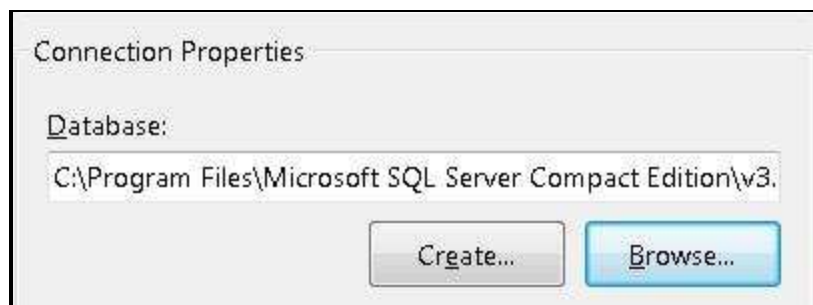 Connection Properties
Database:
C:\Program Files\Microsoft SQL Server Compact Edition\v3.
Create... Browse...